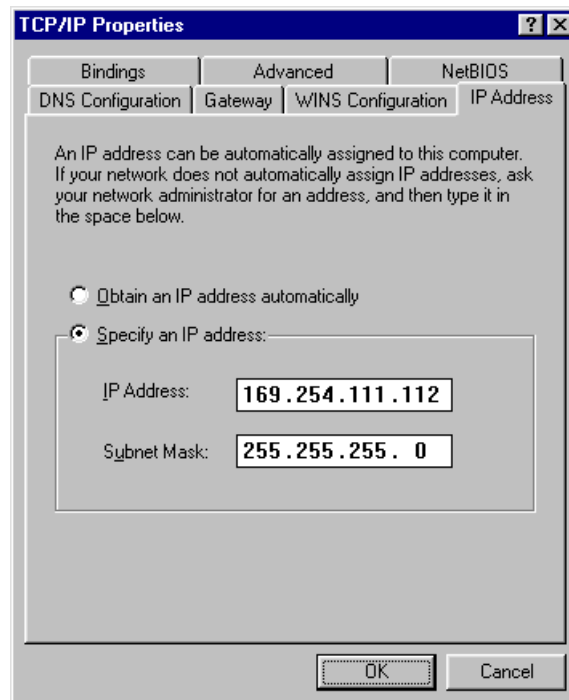 TCP/IP Properties
Bindings Advanced NetBIOS
DNS Configuration Gateway WINS Configuration IP Address
An IP address can be automatically assigned to this computer.
If your network does not automatically assign IP addresses, ask
your network administrator for an address, and then type it in
the space below.
Obtain an IP address automatically
Specify an IP address:
IP Address: 169.254.111.112
Subnet Mask: 255.255.255. 0
OK Cancel